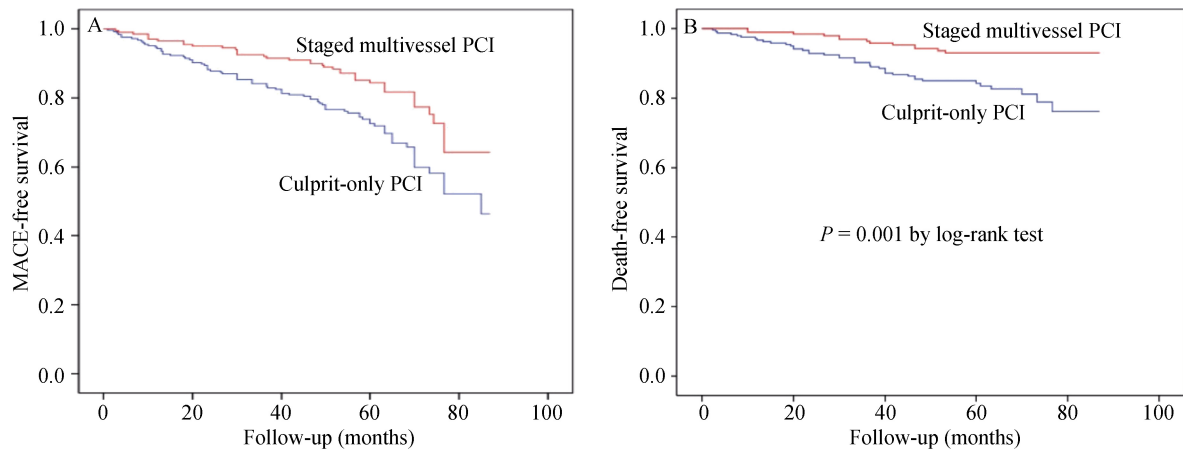 A
Staged multivessel PCI
Culprit-only PCI
MACE-free survival
1.0
0.8
0.6
0.4
0.2
0.0
0 20 40 60 80 100
Follow-up (months)
B
Staged multivessel PCI
Culprit-only PCI
P = 0.001 by log-rank test
Death-free survival
1.0
0.8
0.6
0.4
0.2
0.0
0 20 40 60 80 100
Follow-up (months)